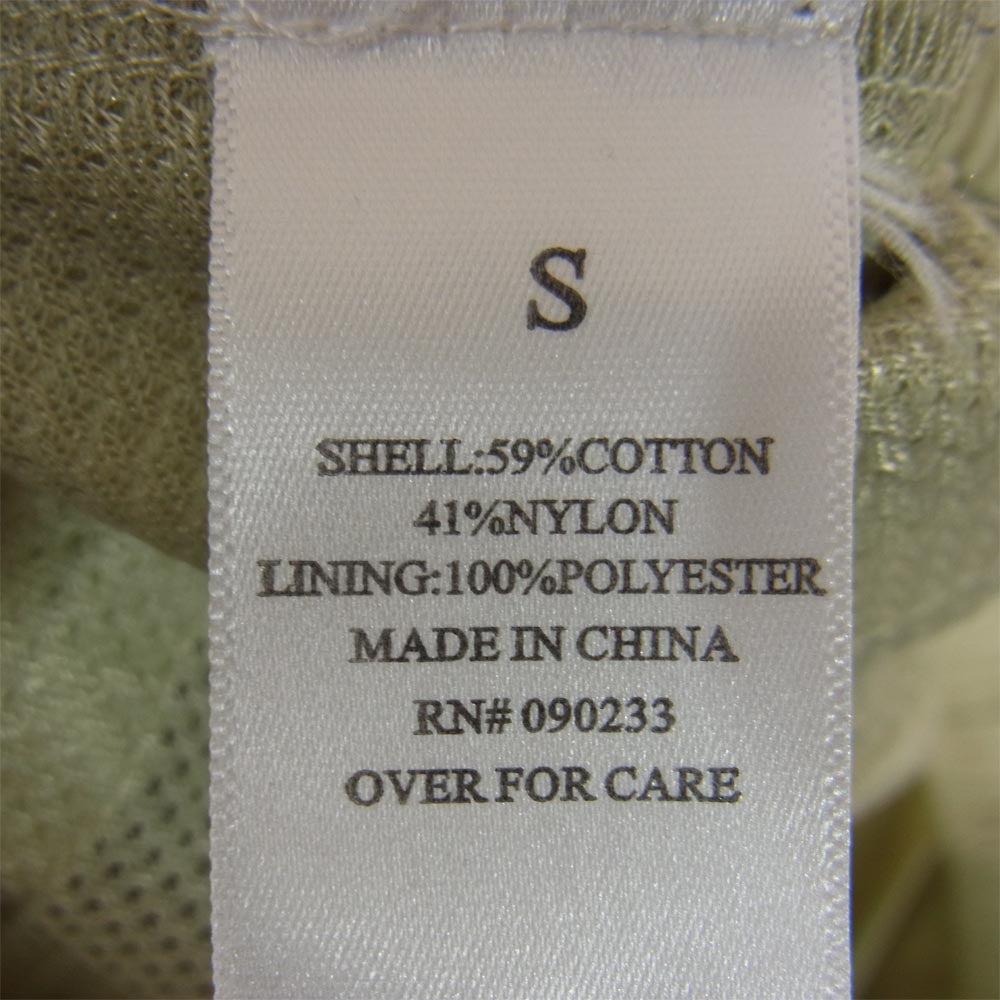 S
SHELL:59%COTTON
41%NYLON
LINING:100%POLYESTER
MADE IN CHINA
RN# 090233
OVER FOR CARE